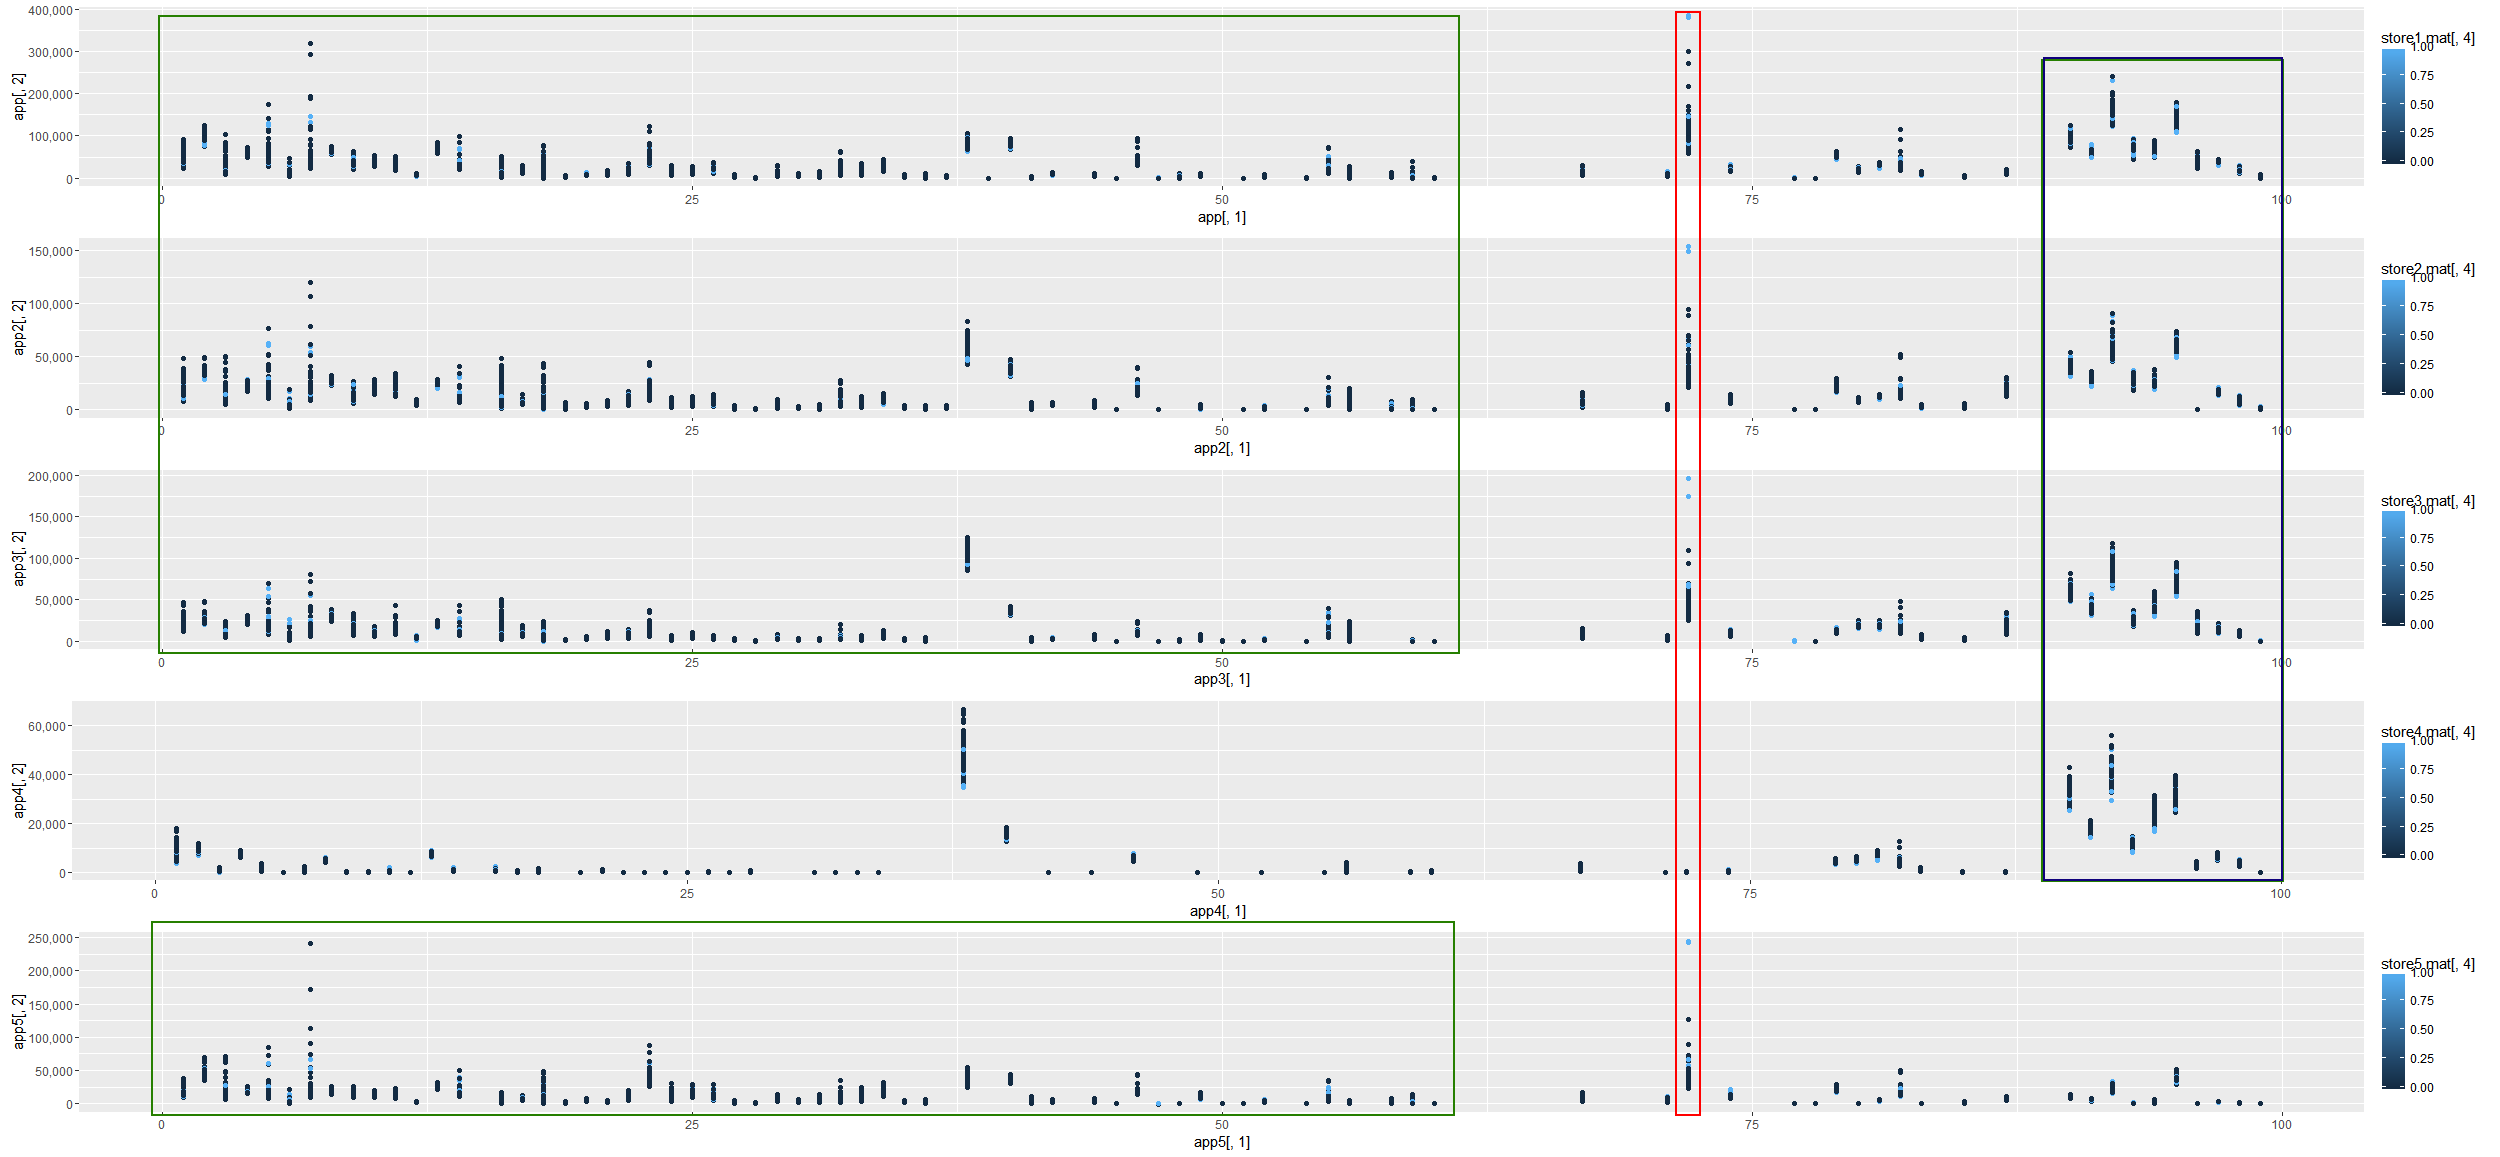 400,000
300,000
200,000
100,000
0
app[, 2]
0 25 50 75 100
app[, 1]
store1.mat[, 4]
1.00
0.75
0.50
0.25
0.00
150,000
100,000
50,000
0
app2[, 2]
0 25 50 75 100
app2[, 1]
store2.mat[, 4]
1.00
0.75
0.50
0.25
0.00
200,000
150,000
100,000
50,000
0
app3[, 2]
0 25 50 75 100
app3[, 1]
store3.mat[, 4]
1.00
0.75
0.50
0.25
0.00
60,000
40,000
20,000
0
app4[, 2]
0 25 50 75 100
app4[, 1]
store4.mat[, 4]
1.00
0.75
0.50
0.25
0.00
250,000
200,000
150,000
100,000
50,000
0
app5[, 2]
0 25 50 75 100
app5[, 1]
store5.mat[, 4]
1.00
0.75
0.50
0.25
0.00